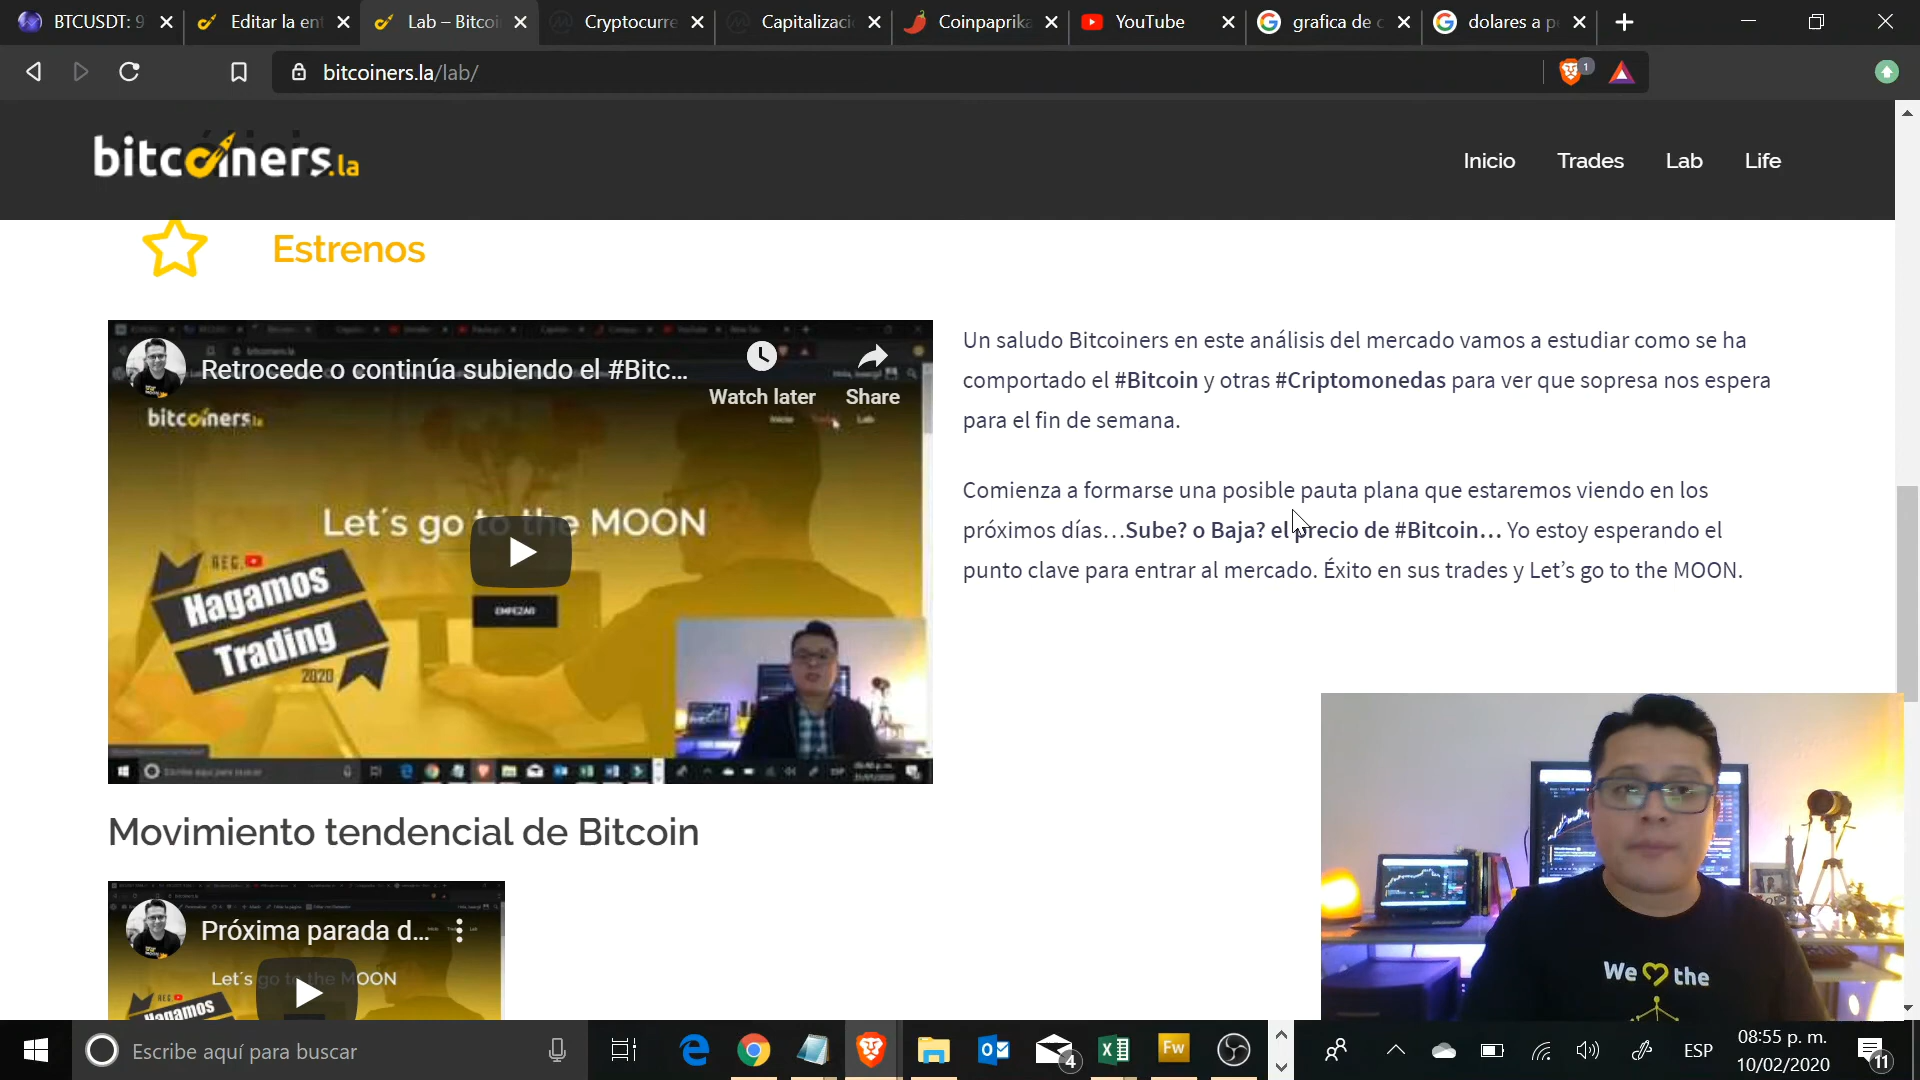 BTCUSDT: 9
Editar la ent
Lab – Bitcoi
Cryptocurre
Capitalizaci
Coinpaprika
YouTube
grafica de c
dolares a p
bitcoiners.la/lab/
1
bitcoiners.la
Inicio
Trades
Lab
Life
Estrenos
Retrocede o continúa subiendo el #Bitc...
Watch later
Share
bitcoiners.la
Let´s go to the MOON
REC.
Hagamos
Trading
2020
EMPEZAR
Un saludo Bitcoiners en este análisis del mercado vamos a estudiar como se ha
comportado el #Bitcoin y otras #Criptomonedas para ver que sopresa nos espera
para el fin de semana.
Comienza a formarse una posible pauta plana que estaremos viendo en los
próximos días…Sube? o Baja? el precio de #Bitcoin… Yo estoy esperando el
punto clave para entrar al mercado. Éxito en sus trades y Let's go to the MOON.
Movimiento tendencial de Bitcoin
Próxima parada d...
Let´s go to the MOON
Hagamos
We the
Escribe aquí para buscar
4
Fw
ESP
08:55 p. m.
10/02/2020
11